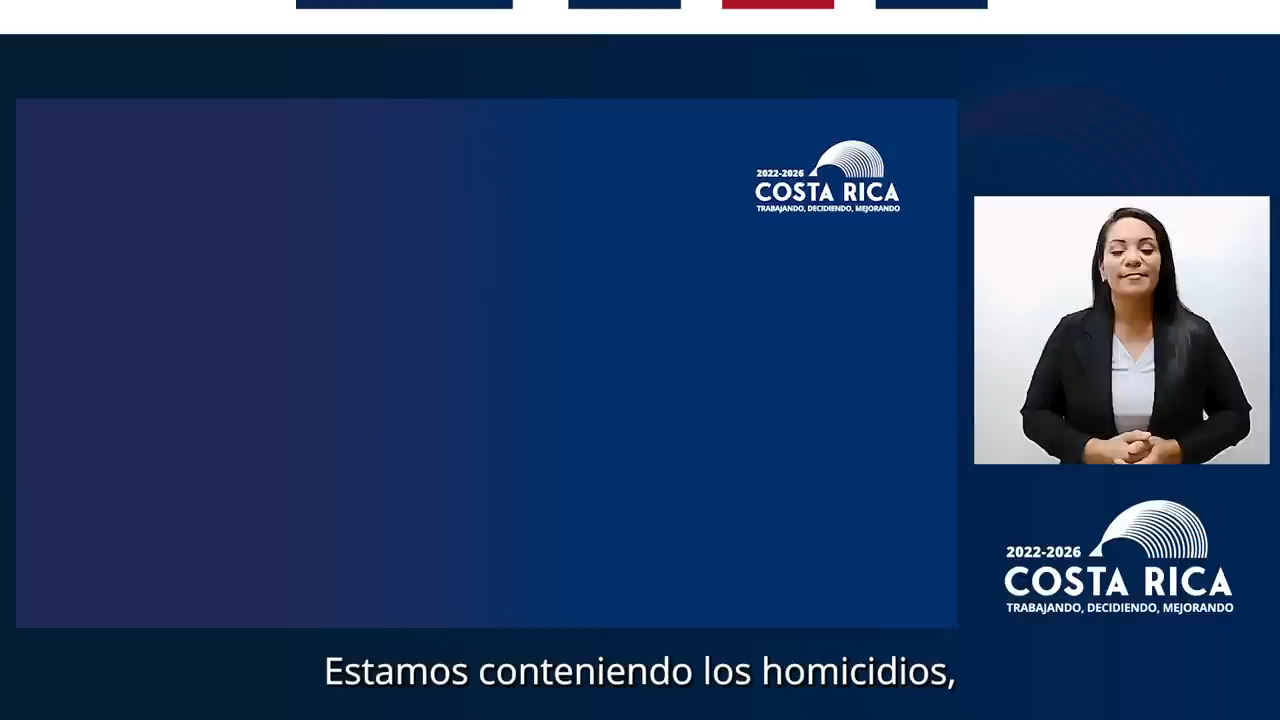 2022-2026
COSTA RICA
TRABAJANDO, DECIDIENDO, MEJORANDO
2022-2026
COSTA RICA
TRABAJANDO, DECIDIENDO, MEJORANDO
Estamos conteniendo los homicidios,